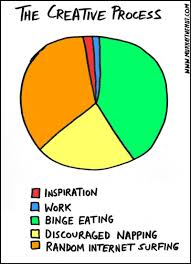 THE CREATIVE PROCESS
INSPIRATION
WORK
BINGE EATING
DISCOURAGED NAPPING
RANDOM INTERNET SURFING